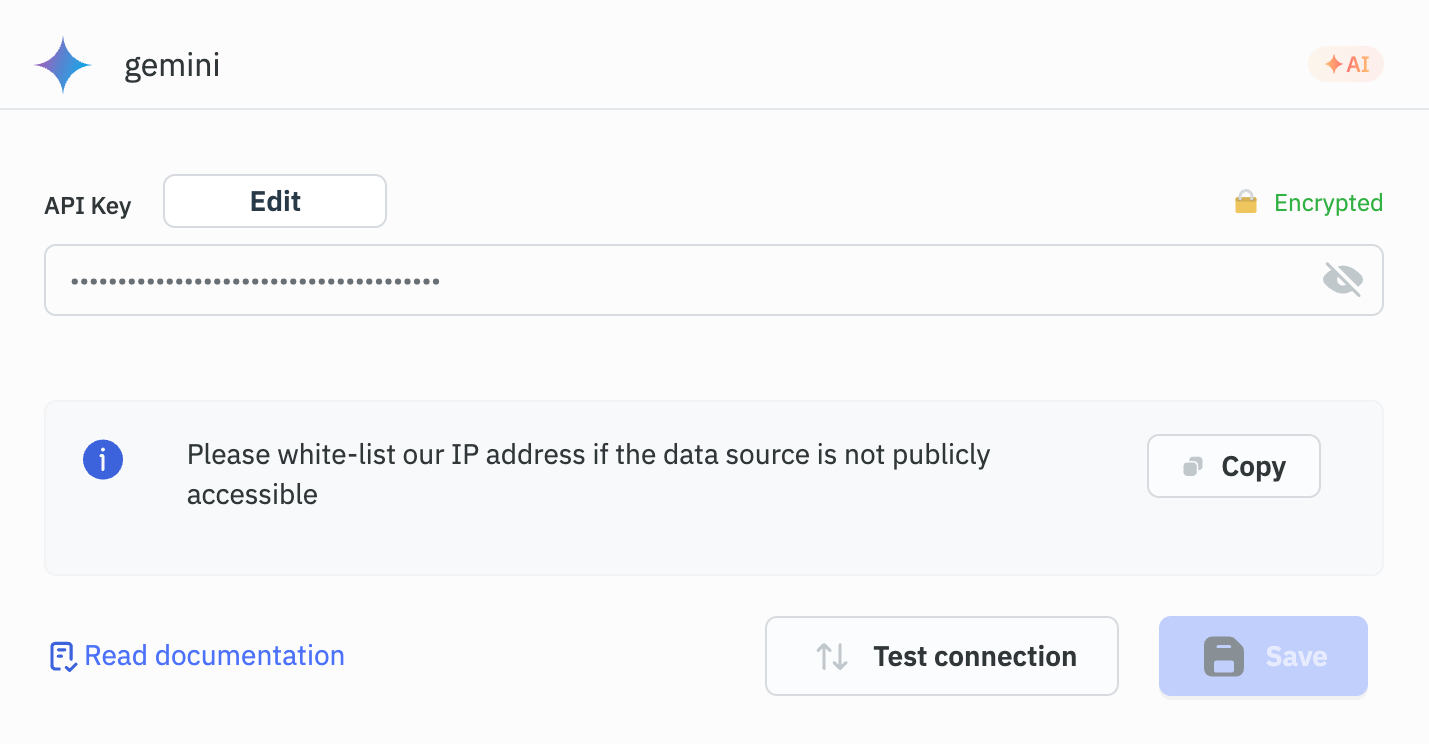 gemini
AI
API Key
Edit
Encrypted
•••••••••••••••••••••••••••••••••••••••
Please white-list our IP address if the data source is not publicly
accessible
Copy
Read documentation
Test connection
Save